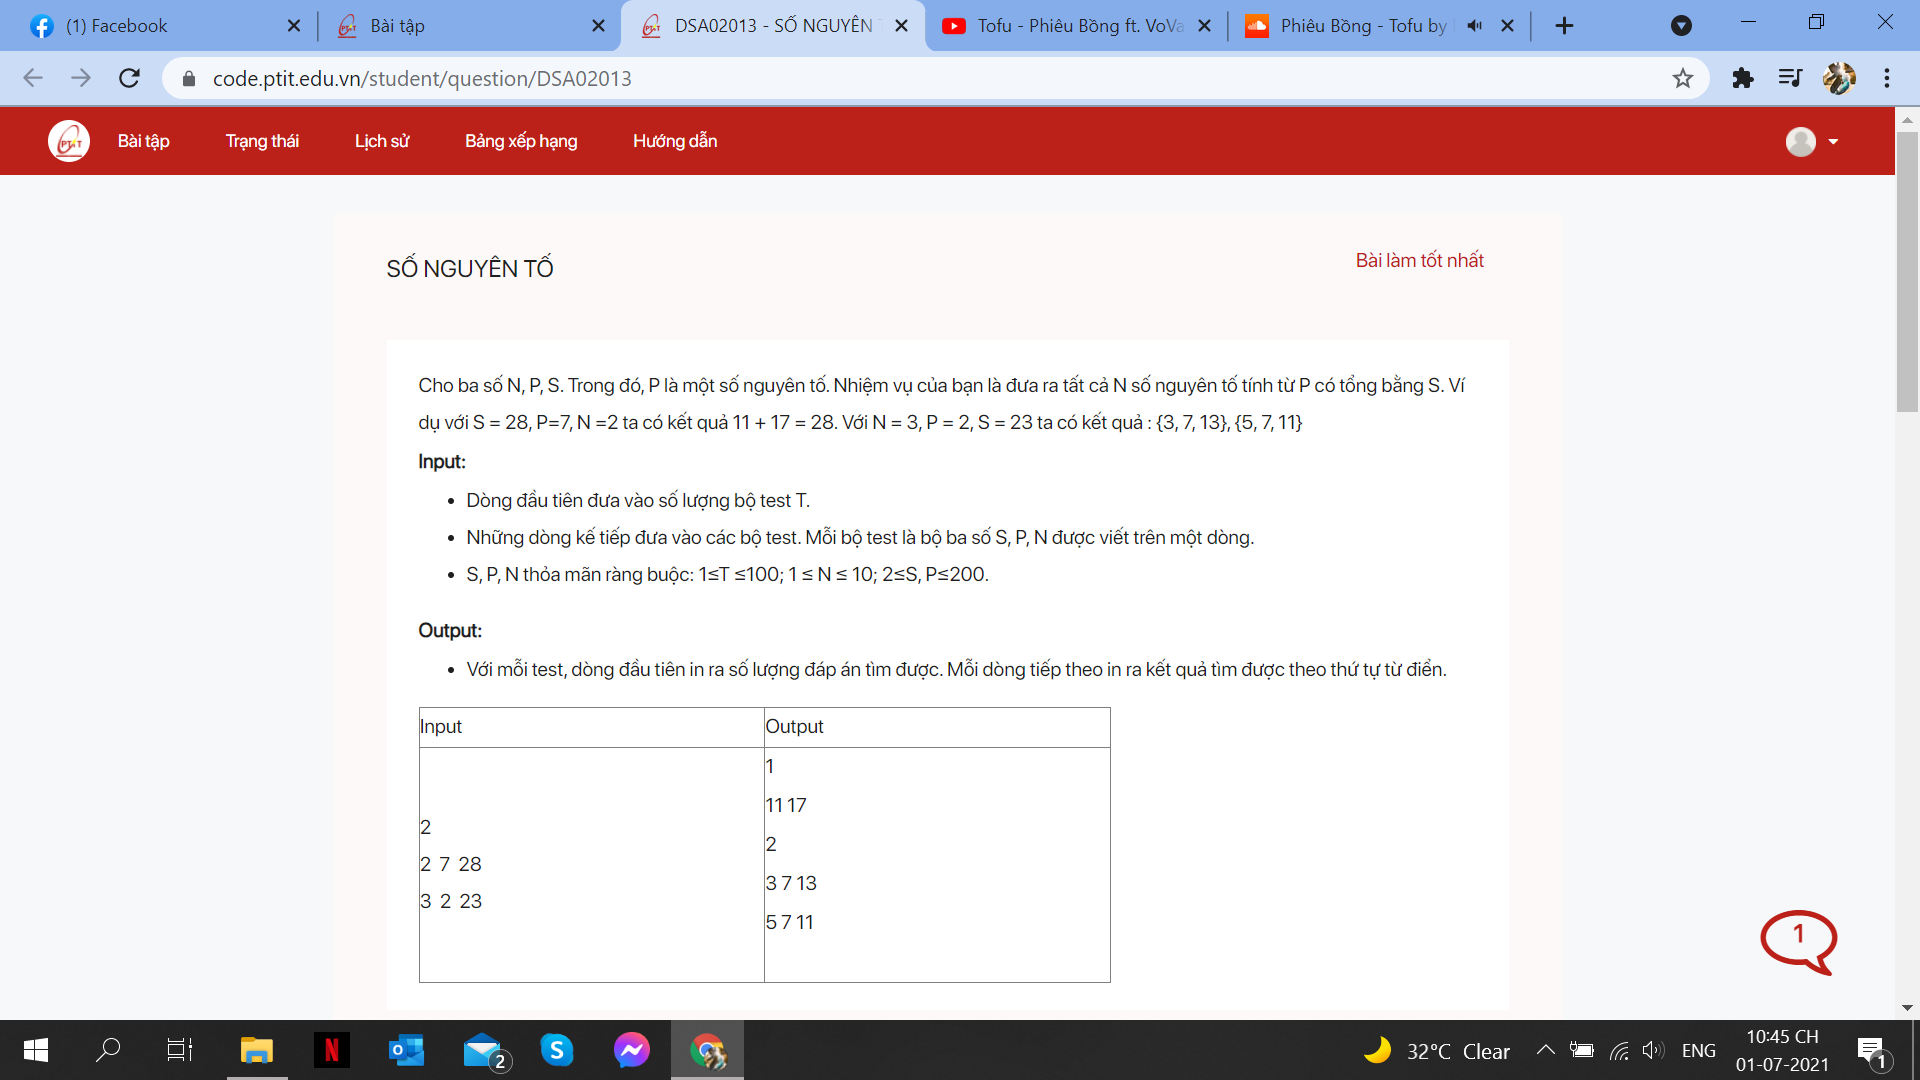 (1) Facebook
Bài tập
DSA02013 - SỐ NGUYÊN
Tofu - Phiêu Bồng ft. VoVa
Phiêu Bồng - Tofu by
code.ptit.edu.vn/student/question/DSA02013
PTIT
Bài tập
Trạng thái
Lịch sử
Bảng xếp hạng
Hướng dẫn
SỐ NGUYÊN TỐ
Bài làm tốt nhất
Cho ba số N, P, S. Trong đó, P là một số nguyên tố. Nhiệm vụ của bạn là đưa ra tất cả N số nguyên tố tính từ P có tổng bằng S. Ví
dụ với S = 28, P=7, N =2 ta có kết quả 11 + 17 = 28. Với N = 3, P = 2, S = 23 ta có kết quả : {3, 7, 13}, {5, 7, 11}
Input:
• Dòng đầu tiên đưa vào số lượng bộ test T.
• Những dòng kế tiếp đưa vào các bộ test. Mỗi bộ test là bộ ba số S, P, N được viết trên một dòng.
• S, P, N thỏa mãn ràng buộc: 1≤T ≤100; 1 ≤ N ≤ 10; 2≤S, P≤200.
Output:
• Với mỗi test, dòng đầu tiên in ra số lượng đáp án tìm được. Mỗi dòng tiếp theo in ra kết quả tìm được theo thứ tự từ điển.
Input
Output
2
2 7 28
3 2 23
1
11 17
2
3 7 13
5 7 11
1
N
2
S
32°C Clear
ENG
10:45 CH
01-07-2021
1